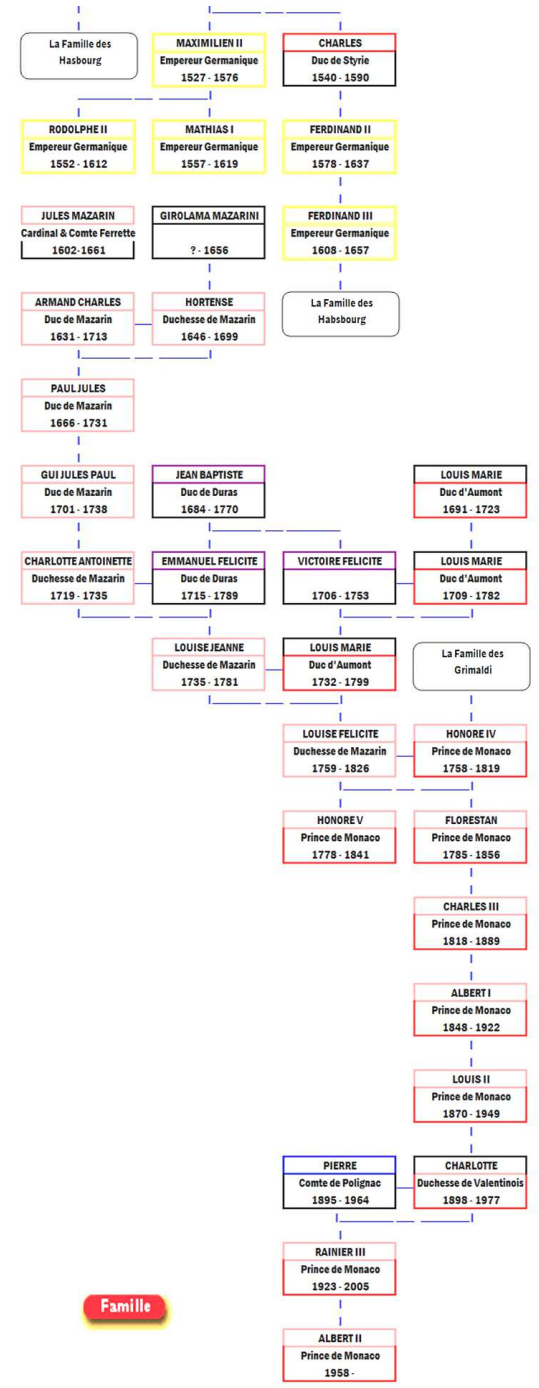 La Famille des
Hasbourg
MAXIMILIEN II
Empereur Germanique
1527 - 1576
CHARLES
Duc de Styrie
1540 - 1590
RODOLPHE II
Empereur Germanique
1552 - 1612
MATHIAS I
Empereur Germanique
1557 - 1619
FERDINAND II
Empereur Germanique
1578 - 1637
JULES MAZARIN
Cardinal & Comte Ferrette
1602-1661
GIROLAMA MAZARINI
? - 1656
FERDINAND III
Empereur Germanique
1608 - 1657
ARMAND CHARLES
Duc de Mazarin
1631 - 1713
HORTENSE
Duchesse de Mazarin
1646 - 1699
La Famille des
Habsbourg
PAUL JULES
Duc de Mazarin
1666 - 1731
GUI JULES PAUL
Duc de Mazarin
1701 - 1738
JEAN BAPTISTE
Duc de Duras
1684 - 1770
LOUIS MARIE
Duc d'Aumont
1691 - 1723
CHARLOTTE ANTOINETTE
Duchesse de Mazarin
1719 - 1735
EMMANUEL FELICITE
Duc de Duras
1715 - 1789
VICTOIRE FELICITE
1706 - 1753
LOUIS MARIE
Duc d'Aumont
1709 - 1782
LOUISE JEANNE
Duchesse de Mazarin
1735 - 1781
LOUIS MARIE
Duc d'Aumont
1732 - 1799
La Famille des
Grimaldi
LOUISE FELICITE
Duchesse de Mazarin
1759 - 1826
HONORE IV
Prince de Monaco
1758 - 1819
HONORE V
Prince de Monaco
1778 - 1841
FLORESTAN
Prince de Monaco
1785 - 1856
CHARLES III
Prince de Monaco
1818 - 1889
ALBERT I
Prince de Monaco
1848 - 1922
LOUIS II
Prince de Monaco
1870 - 1949
PIERRE
Comte de Polignac
1895 - 1964
CHARLOTTE
Duchesse de Valentinois
1898 - 1977
RAINIER III
Prince de Monaco
1923 - 2005
Famille
ALBERT II
Prince de Monaco
1958 -